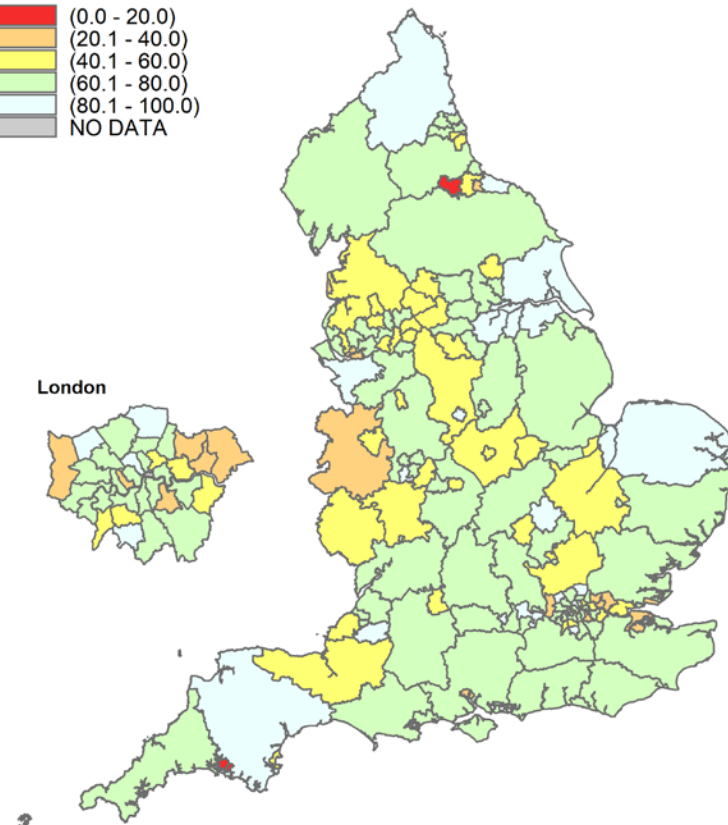 (0.0 - 20.0)
(20.1 - 40.0)
(40.1 - 60.0)
(60.1 - 80.0)
(80.1 - 100.0)
NO DATA
London